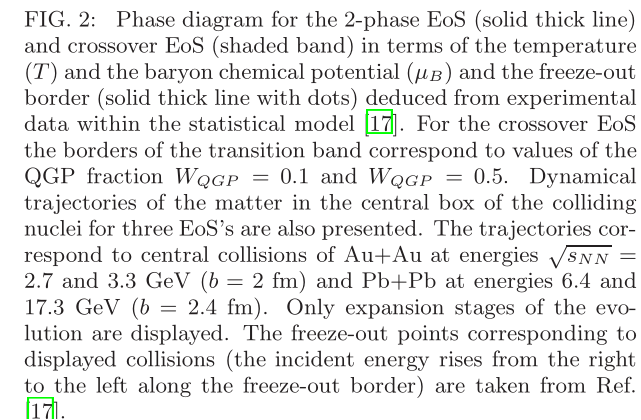 FIG. 2: Phase diagram for the 2-phase EoS (solid thick line)
and crossover EoS (shaded band) in terms of the temperature
(T) and the baryon chemical potential (μB) and the freeze-out
border (solid thick line with dots) deduced from experimental
data within the statistical model [17]. For the crossover EoS
the borders of the transition band correspond to values of the
QGP fraction WQGP = 0.1 and WQGP = 0.5. Dynamical
trajectories of the matter in the central box of the colliding
nuclei for three EoS's are also presented. The trajectories cor-
respond to central collisions of Au+Au at energies √sNN =
2.7 and 3.3 GeV (b = 2 fm) and Pb+Pb at energies 6.4 and
17.3 GeV (b = 2.4 fm). Only expansion stages of the evo-
lution are displayed. The freeze-out points corresponding to
displayed collisions (the incident energy rises from the right
to the left along the freeze-out border) are taken from Ref.
[17].